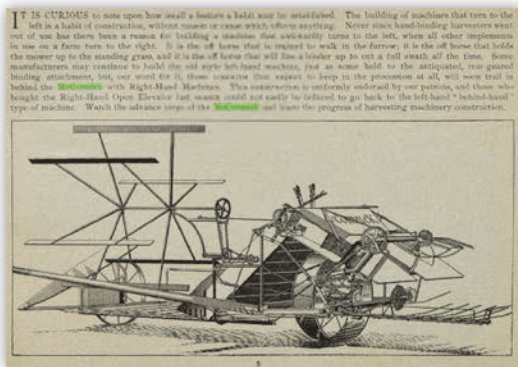 IT IS CURIOUS to note upon how small a feature a habit may be established. The building of machines that turn to the
left is a habit of construction, without reason or cause which effects anything. Never since hand-binding harvesters went
out of use has there been a reason for building a machine that awkwardly turns to the left, when all other implements
in use on a farm turn to the right. It is the off horse that is trained to walk in the furrow; it is the off horse that holds
the mower up to the standing grass, and it is the off horse that will line a binder up to cut a full swath all the time. Some
manufacturers may continue to build the old style left-hand machine, just as some hold to the antiquated, rear-geared
binding attachment, but, our word for it, those concerns that expect to keep in the procession at all, will soon trail in
behind the McCormick with Right-Hand Machines. This construction is uniformly endorsed by our patrons, and those who
bought the Right-Hand Open Elevator last season could not easily be induced to go back to the left-hand "behind-hand"
type of machine. Watch the advance range of the McCormick and learn the progress of harvesting machinery construction.